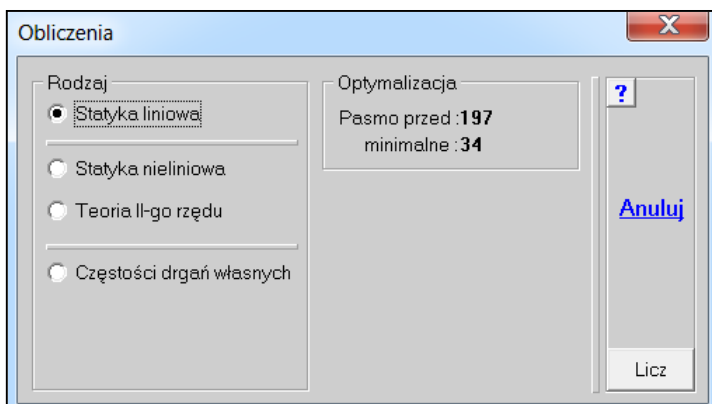 Obliczenia
X
Rodzaj
Statyka liniowa
Statyka nieliniowa
Teoria II-go rzędu
Częstości drgań własnych
Optymalizacja
Pasmo przed :197
minimalne :34
?
Anuluj
Licz